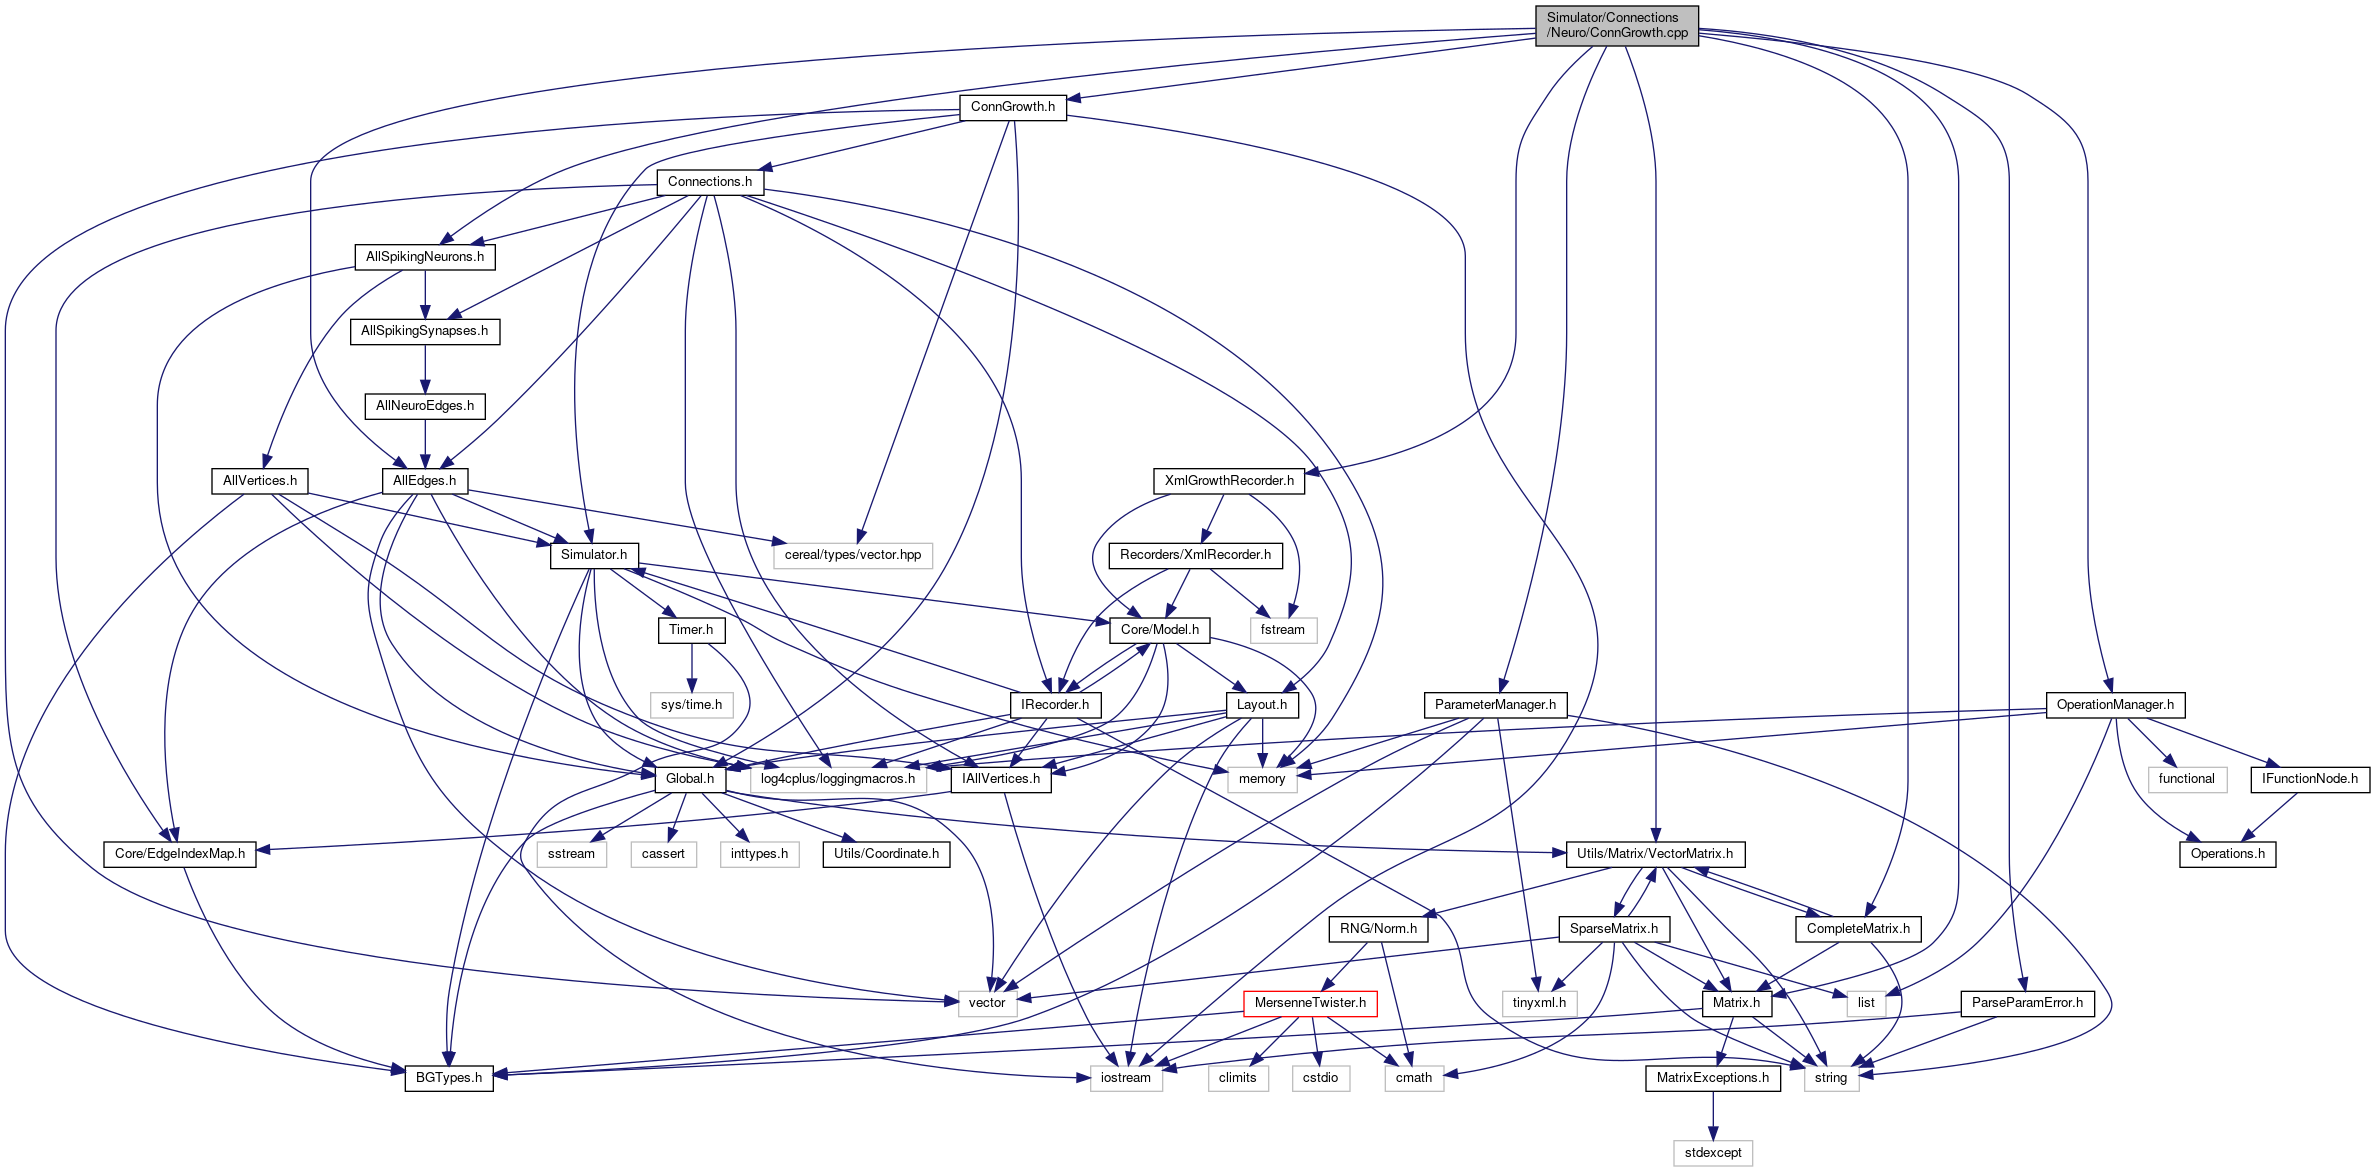 Simulator/Connections
/Neuro/ConnGrowth.cpp
ConnGrowth.h
Connections.h
AllSpikingNeurons.h
AllSpikingSynapses.h
AllNeuroEdges.h
AllVertices.h
AllEdges.h
XmlGrowthRecorder.h
Simulator.h
cereal/types/vector.hpp
Recorders/XmlRecorder.h
Timer.h
Core/Model.h
fstream
sys/time.h
IRecorder.h
Layout.h
ParameterManager.h
OperationManager.h
Global.h
log4cplus/loggingmacros.h
IAllVertices.h
memory
functional
IFunctionNode.h
Core/EdgeIndexMap.h
sstream
cassert
inttypes.h
Utils/Coordinate.h
Utils/Matrix/VectorMatrix.h
Operations.h
RNG/Norm.h
SparseMatrix.h
CompleteMatrix.h
vector
MersenneTwister.h
tinyxml.h
Matrix.h
list
ParseParamError.h
BGTypes.h
iostream
climits
cstdio
cmath
MatrixExceptions.h
string
stdexcept